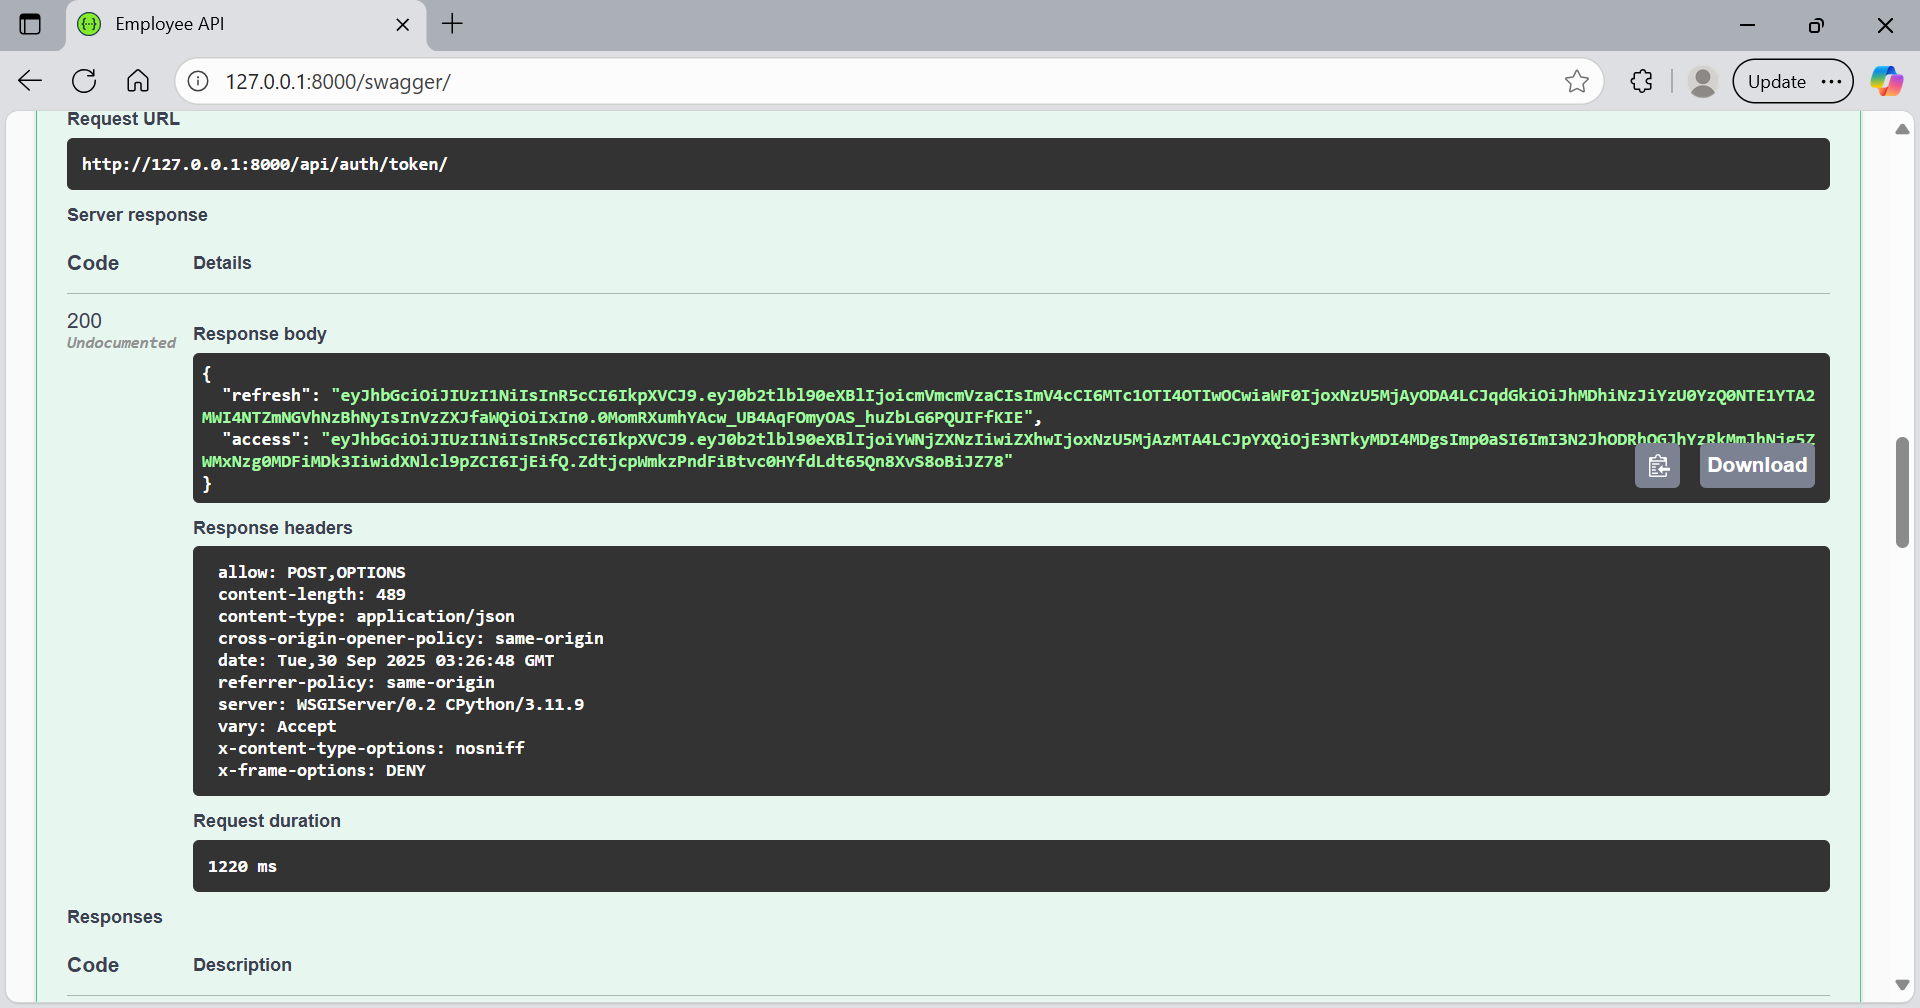 Employee API
127.0.0.1:8000/swagger/
Update
Request URL
http://127.0.0.1:8000/api/auth/token/
Server response
Code Details
200
Undocumented
Response body
{
"refresh": "eyJhbGciOiJIUzI1NiIsInR5cCI6IkpXVCJ9.eyJ0b2tlbl90eXBlIjoicmVmcmVzaCIsImV4cCI6MTc1OTI4OTIwOCwiaWF0IjoxNzU5MjAyODA4LCJqdGkiOiJhMDhiNzJiYzU0YzQ0NTE1YTA2
MWI4NTZmNGVhNzBhNyIsInVzZXJfaWQiOiIxIn0.0MomRXumhYAcw_UB4AqFOmyOAS_huZbLG6PQUIFfKIE",
"access": "eyJhbGciOiJIUzI1NiIsInR5cCI6IkpXVCJ9.eyJ0b2tlbl90eXBlIjoiYWNjZXNzIiwiZXhwIjoxNzU5MjAzMTA4LCJpYXQiOjE3NTkyMDI4MDgsImp0aSI6ImI3N2JhODRhOGJhYzRkMmJhNjg5Z
WMxNzg0MDFiMDk3IiwidXNlcl9pZCI6IjEifQ.ZdtjcpWmkzPndFiBtvc0HYfdLdt65Qn8XvS8oBiJZ78"
}
Download
Response headers
allow: POST,OPTIONS
content-length: 489
content-type: application/json
cross-origin-opener-policy: same-origin
date: Tue,30 Sep 2025 03:26:48 GMT
referrer-policy: same-origin
server: WSGIServer/0.2 CPython/3.11.9
vary: Accept
x-content-type-options: nosniff
x-frame-options: DENY
Request duration
1220 ms
Responses
Code Description